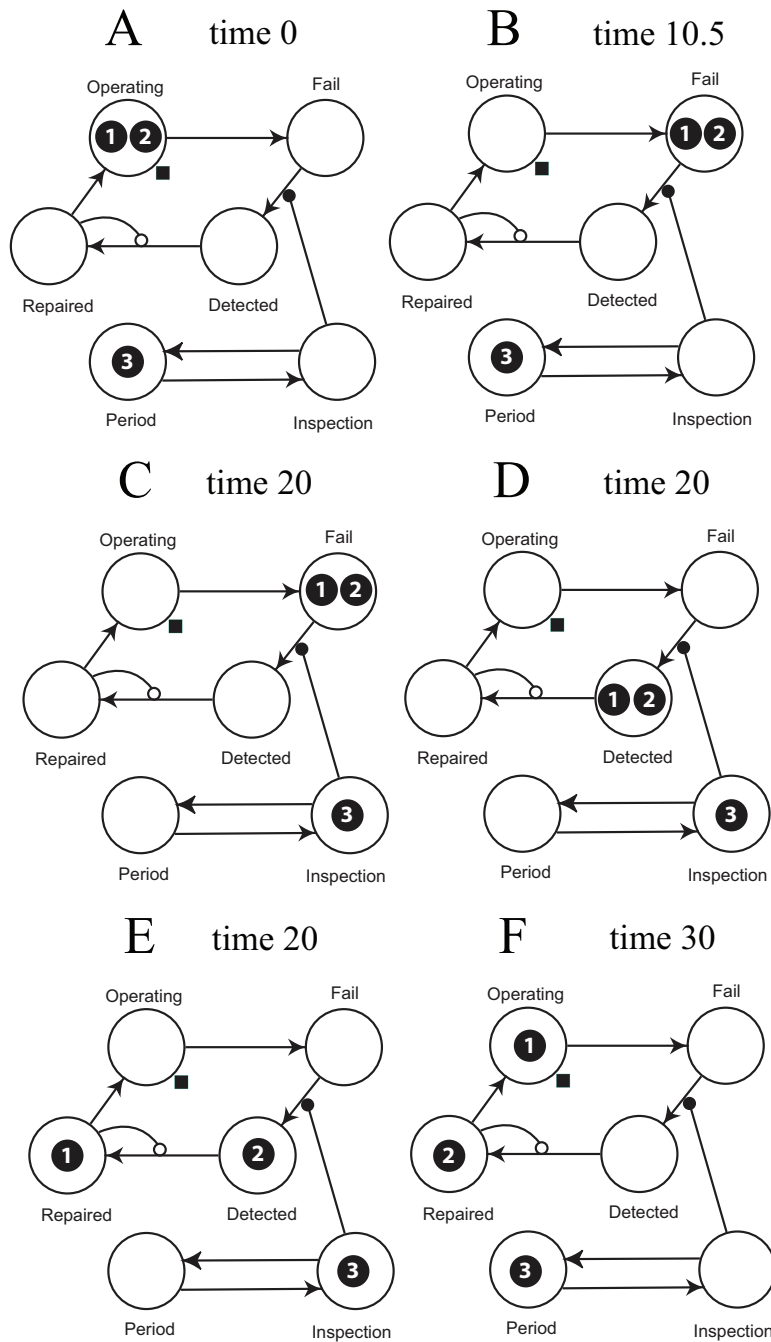 A time 0
B time 10.5
Operating
Fail
1 2
Repaired
Detected
3
Period
Inspection
Operating
Fail
1 2
Repaired
Detected
3
Period
Inspection
C time 20
D time 20
Operating
Fail
1 2
Repaired
Detected
3
Period
Inspection
Operating
Fail
1 2
Repaired
Detected
3
Period
Inspection
E time 20
F time 30
Operating
Fail
1
2
Repaired
Detected
3
Period
Inspection
Operating
Fail
1
2
Repaired
Detected
3
Period
Inspection